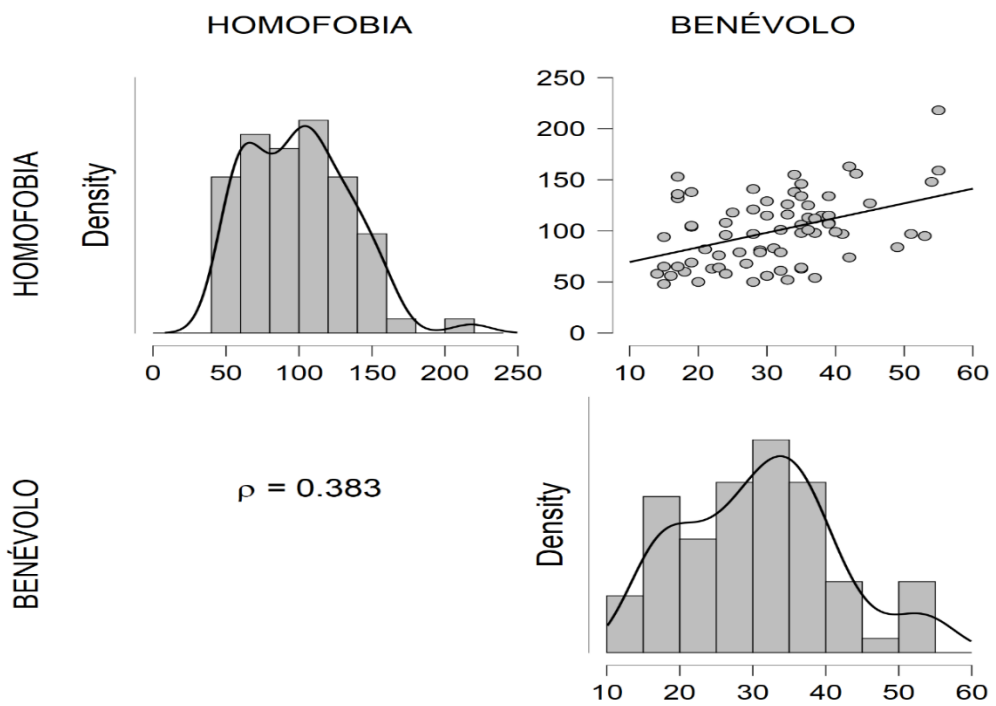 HOMOFOBIA
BENÉVOLO
HOMOFOBIA
Density
0 50 100 150 200 250
250
200
150
100
50
0
10 20 30 40 50 60
BENÉVOLO
ρ = 0.383
Density
10 20 30 40 50 60